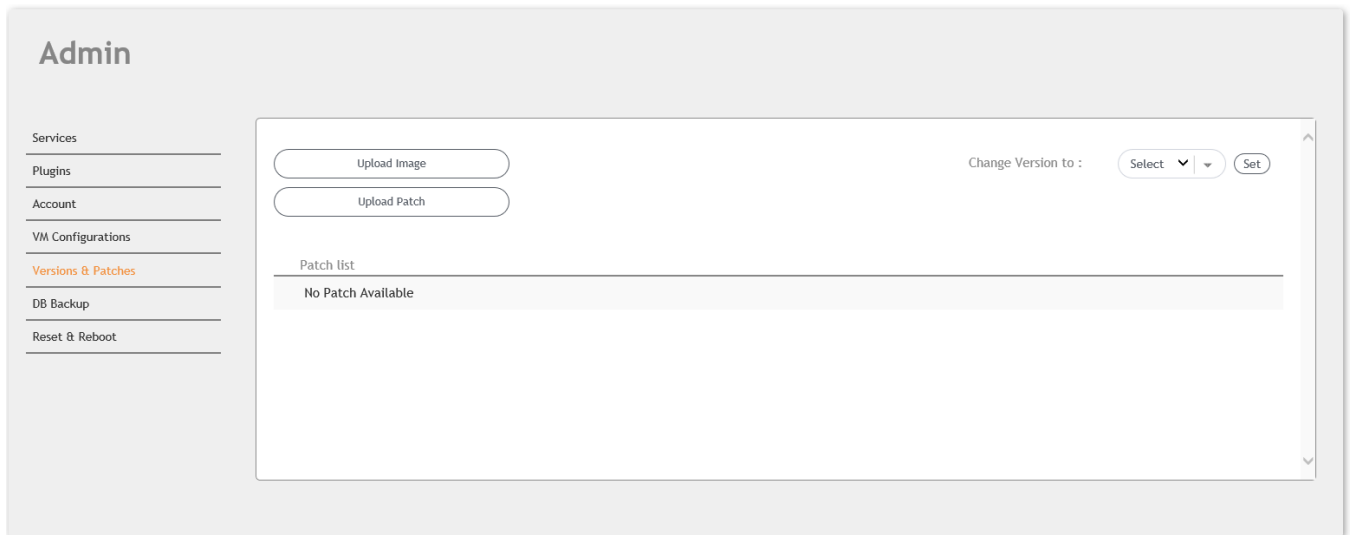 Admin
Services
Plugins
Account
VM Configurations
Versions & Patches
DB Backup
Reset & Reboot
Upload Image
Change Version to :
Select
Set
Upload Patch
Patch list
No Patch Available